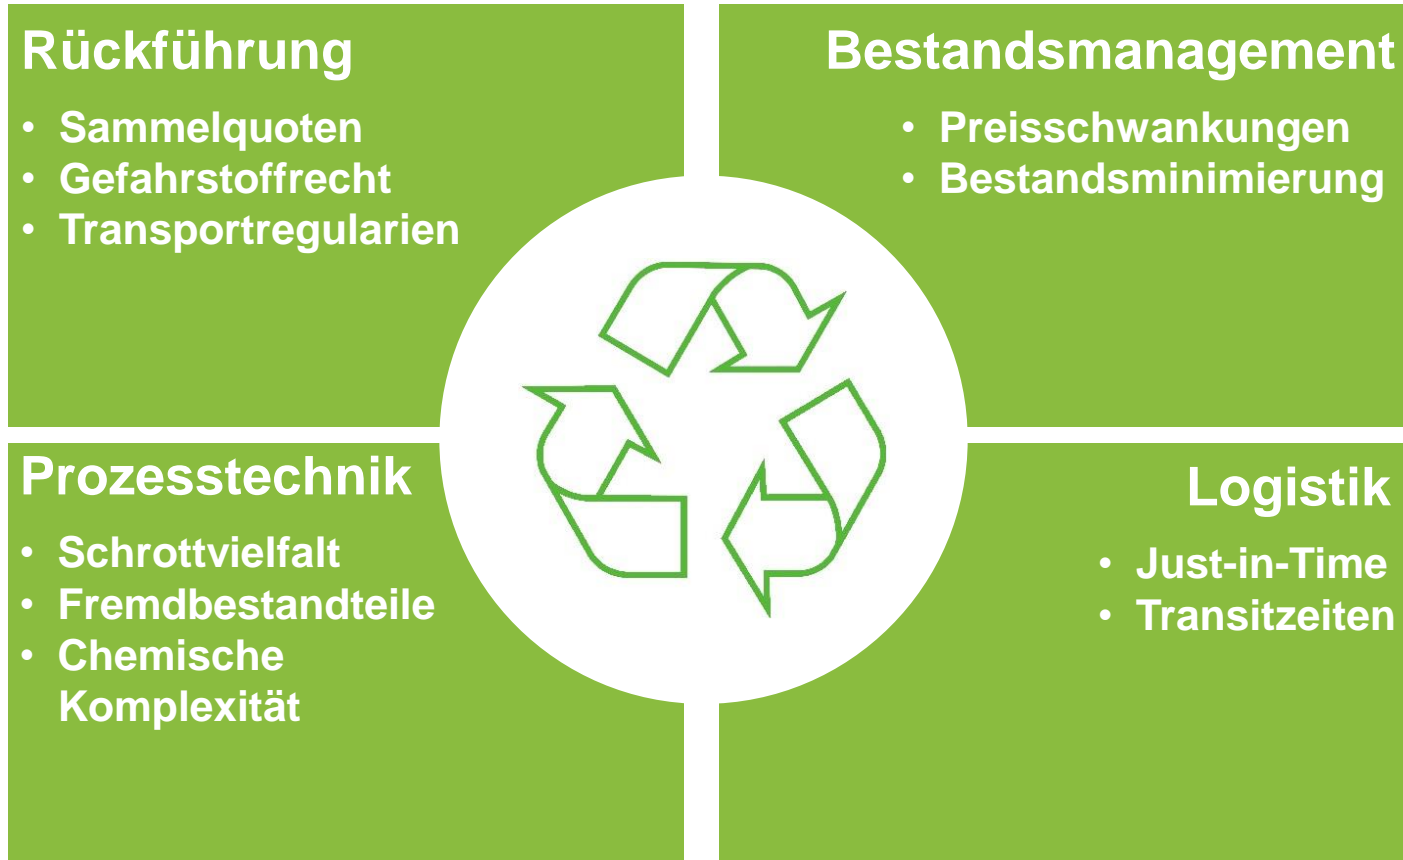 Rückführung
• Sammelquoten
• Gefahrstoffrecht
• Transportregularien
Bestandsmanagement
• Preisschwankungen
• Bestandsminimierung
Prozesstechnik
• Schrottvielfalt
• Fremdbestandteile
• Chemische
Komplexität
Logistik
• Just-in-Time
• Transitzeiten